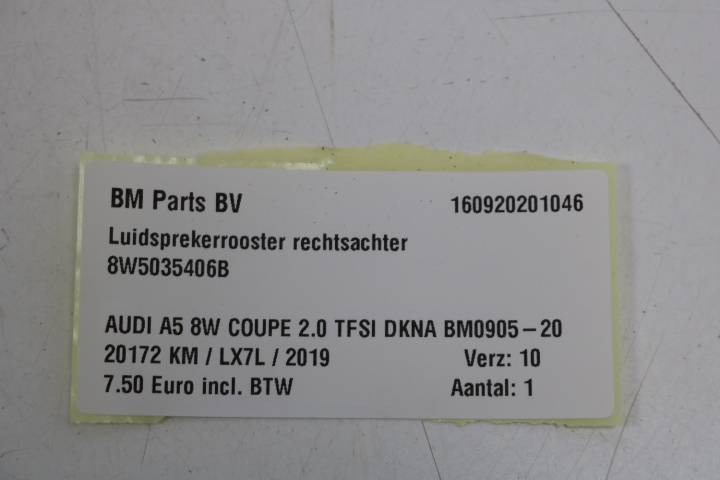 BM Parts BV 160920201046
Luidsprekerrooster rechtsachter
8W5035406B
AUDI A5 8W COUPE 2.0 TFSI DKNA BM0905-20
20172 KM / LX7L / 2019 Verz: 10
7.50 Euro incl. BTW Aantal: 1